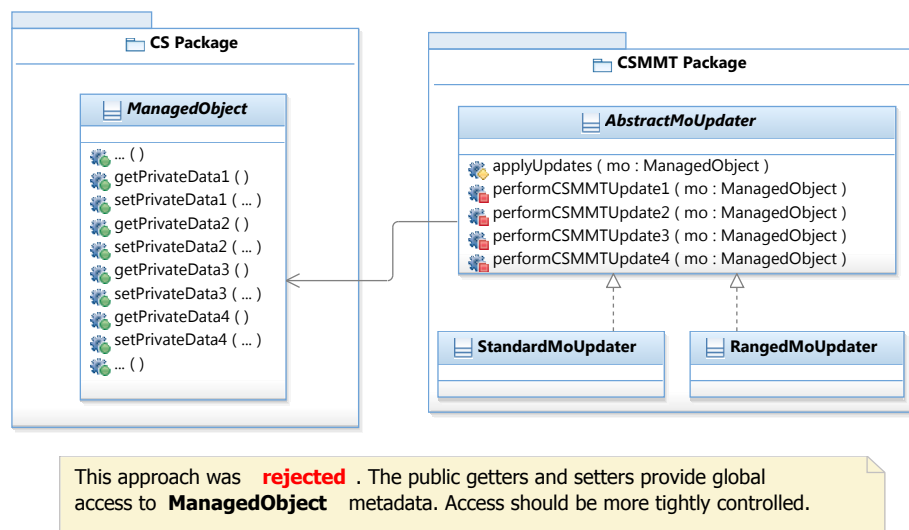 CS Package
ManagedObject
... ( )
getPrivateData1 ( )
setPrivateData1 ( ... )
getPrivateData2 ( )
setPrivateData2 ( ... )
getPrivateData3 ( )
setPrivateData3 ( ... )
getPrivateData4 ( )
setPrivateData4 ( ... )
... ( )
CSMMT Package
AbstractMoUpdater
applyUpdates ( mo : ManagedObject )
performCSMMTUpdate1 ( mo : ManagedObject )
performCSMMTUpdate2 ( mo : ManagedObject )
performCSMMTUpdate3 ( mo : ManagedObject )
performCSMMTUpdate4 ( mo : ManagedObject )
StandardMoUpdater
RangedMoUpdater
This approach was rejected . The public getters and setters provide global
access to ManagedObject metadata. Access should be more tightly controlled.